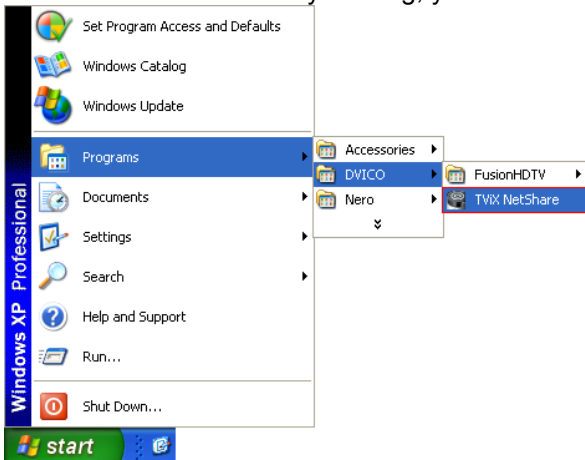 Set Program Access and Defaults
Windows Catalog
Windows Update
Programs
Documents
Settings
Search
Help and Support
Run...
Shut Down...
Windows XP Professional
start
Accessories
DVICO
Nero
FusionHDTV
TViX NetShare